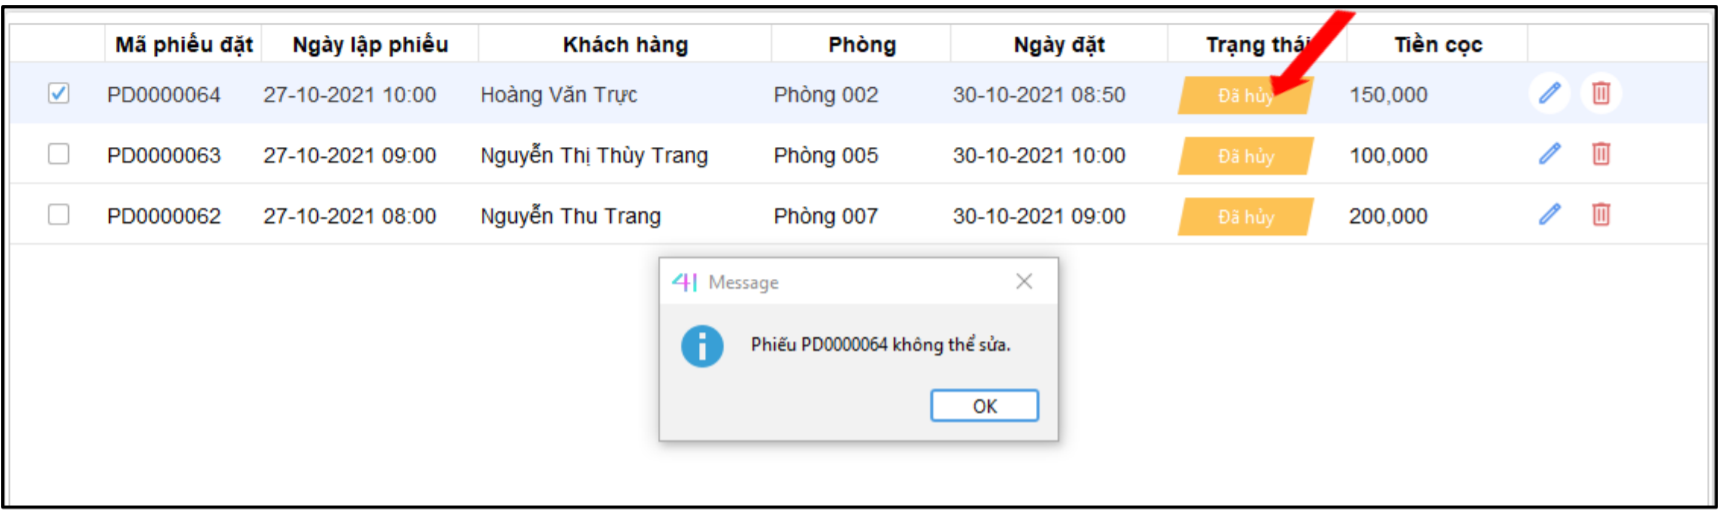 Mã phiếu đặt Ngày lập phiếu Khách hàng Phòng Ngày đặt Trạng thái Tiền cọc
PD0000064 27-10-2021 10:00 Hoàng Văn Trực Phòng 002 30-10-2021 08:50 Đã hủy 150,000
PD0000063 27-10-2021 09:00 Nguyễn Thị Thùy Trang Phòng 005 30-10-2021 10:00 Đã hủy 100,000
PD0000062 27-10-2021 08:00 Nguyễn Thu Trang Phòng 007 30-10-2021 09:00 Đã hủy 200,000
Message
Phiếu PD0000064 không thể sửa.
OK